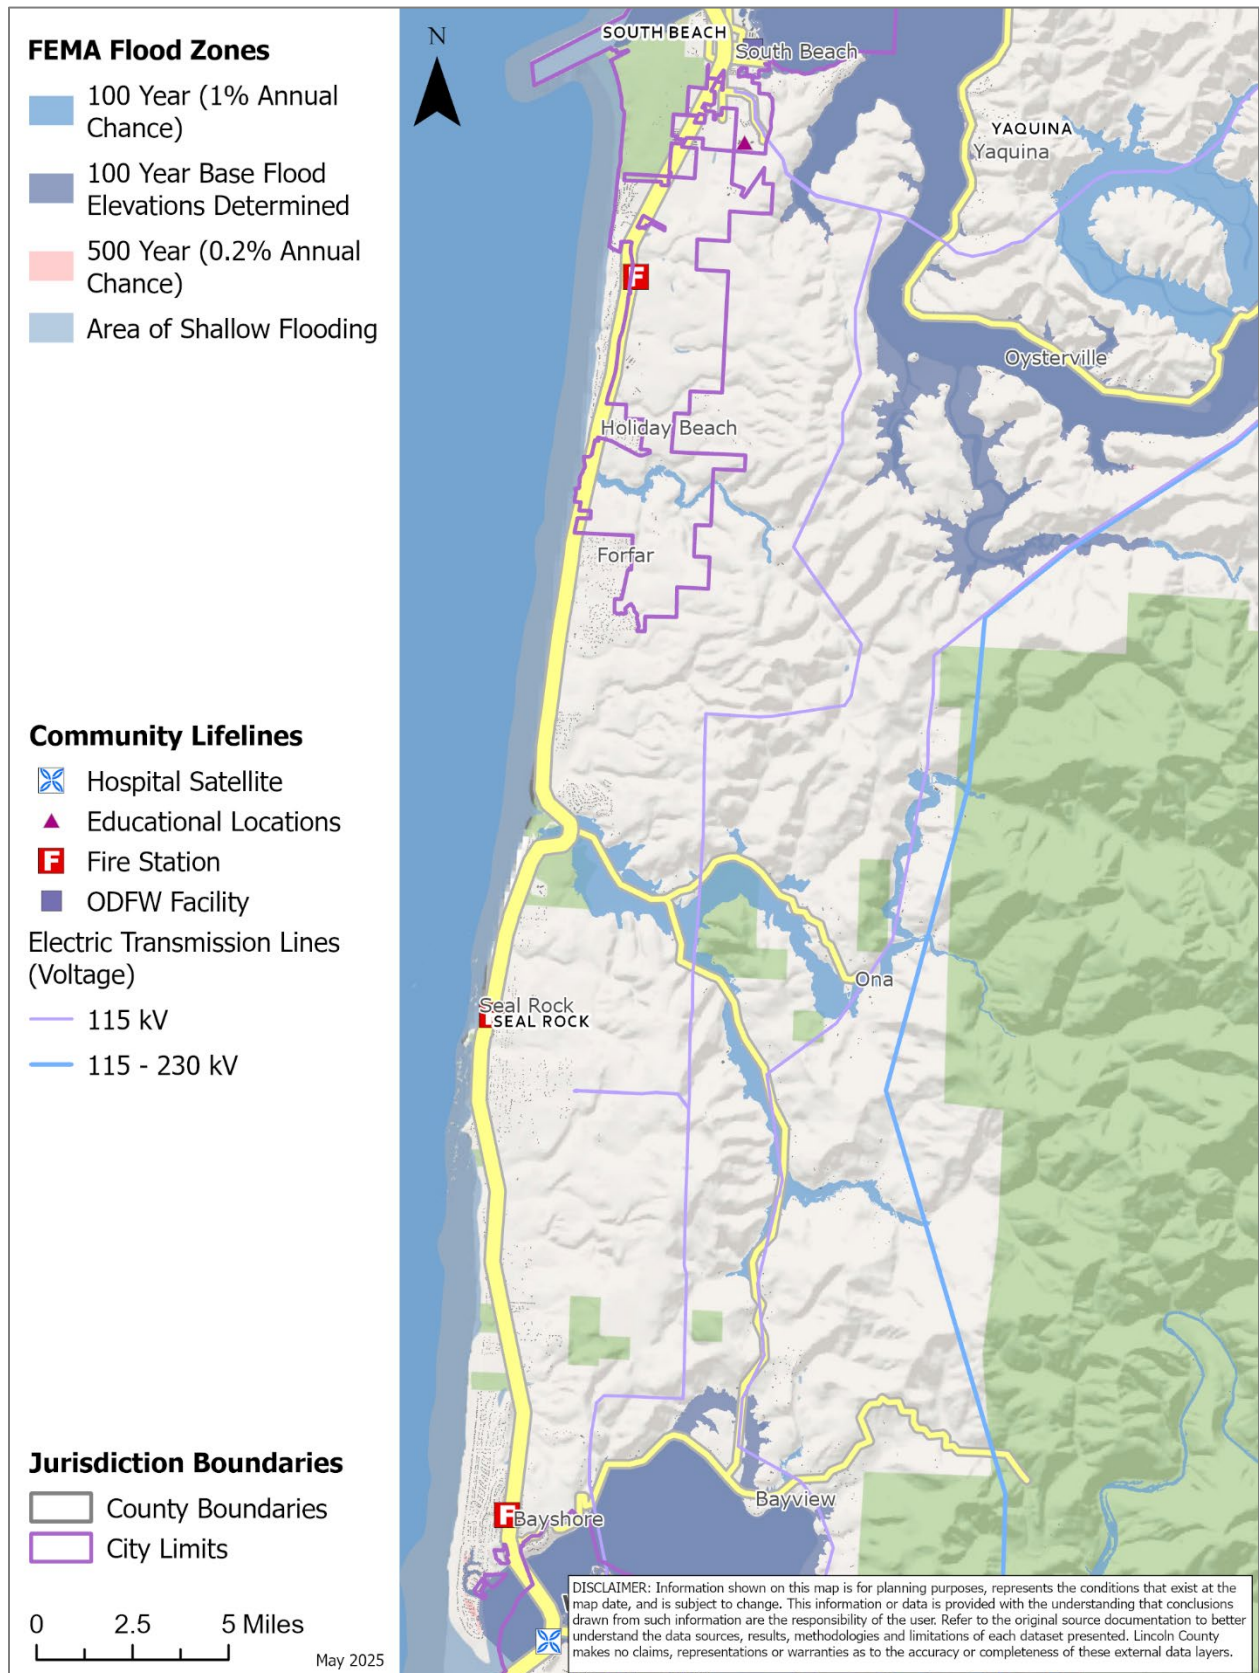 FEMA Flood Zones
100 Year (1% Annual
Chance)
100 Year Base Flood
Elevations Determined
500 Year (0.2% Annual
Chance)
Area of Shallow Flooding
Community Lifelines
Hospital Satellite
Educational Locations
F
Fire Station
ODFW Facility
Electric Transmission Lines
(Voltage)
115 kV
115 - 230 kV
Jurisdiction Boundaries
County Boundaries
City Limits
0 2.5 5 Miles
May 2025
N
SOUTH BEACH
South Beach
YAQUINA
Yaquina
F
Oysterville
Holiday Beach
Forfar
Ona
Seal Rock
SEAL ROCK
Bayview
F
Bayshore
DISCLAIMER: Information shown on this map is for planning purposes, represents the conditions that exist at the
map date, and is subject to change. This information or data is provided with the understanding that conclusions
drawn from such information are the responsibility of the user. Refer to the original source documentation to better
understand the data sources, results, methodologies and limitations of each dataset presented. Lincoln County
makes no claims, representations or warranties as to the accuracy or completeness of these external data layers.